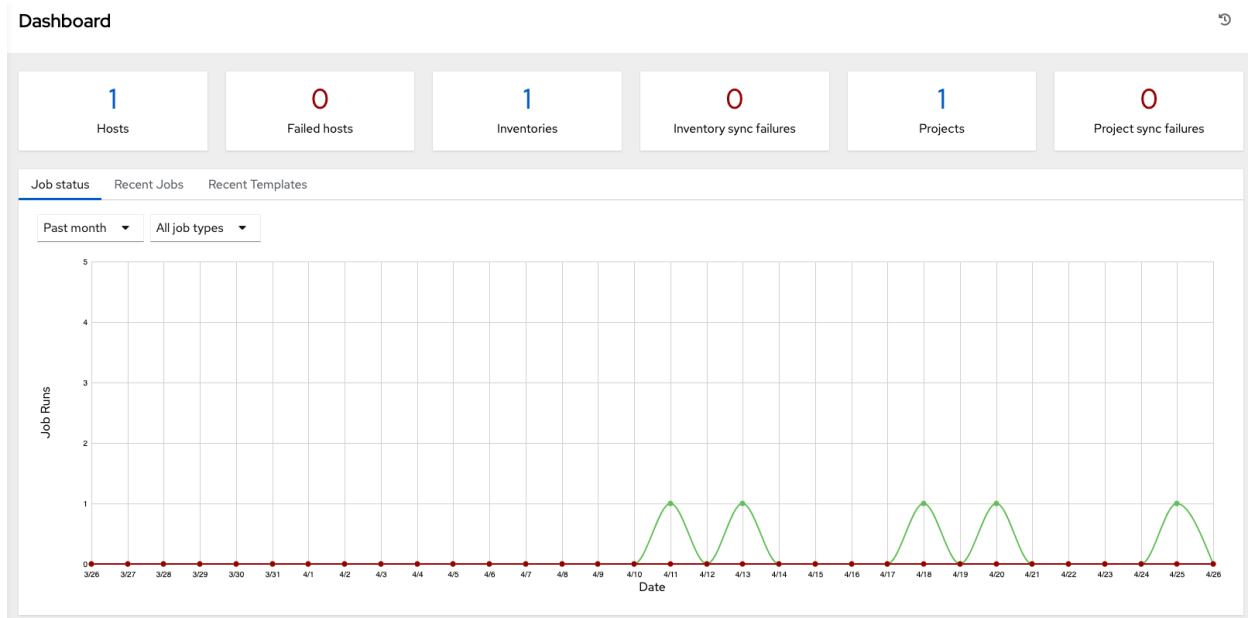 Dashboard
1 0 1 0 1 0
Hosts Failed hosts Inventories Inventory sync failures Projects Project sync failures
Job status Recent Jobs Recent Templates
Past month All job types
5
4
3
Job Runs
2
1
0
3/26 3/27 3/28 3/29 3/30 3/31 4/1 4/2 4/3 4/4 4/5 4/6 4/7 4/8 4/9 4/10 4/11 4/12 4/13 4/14 4/15 4/16 4/17 4/18 4/19 4/20 4/21 4/22 4/23 4/24 4/25 4/26
Date